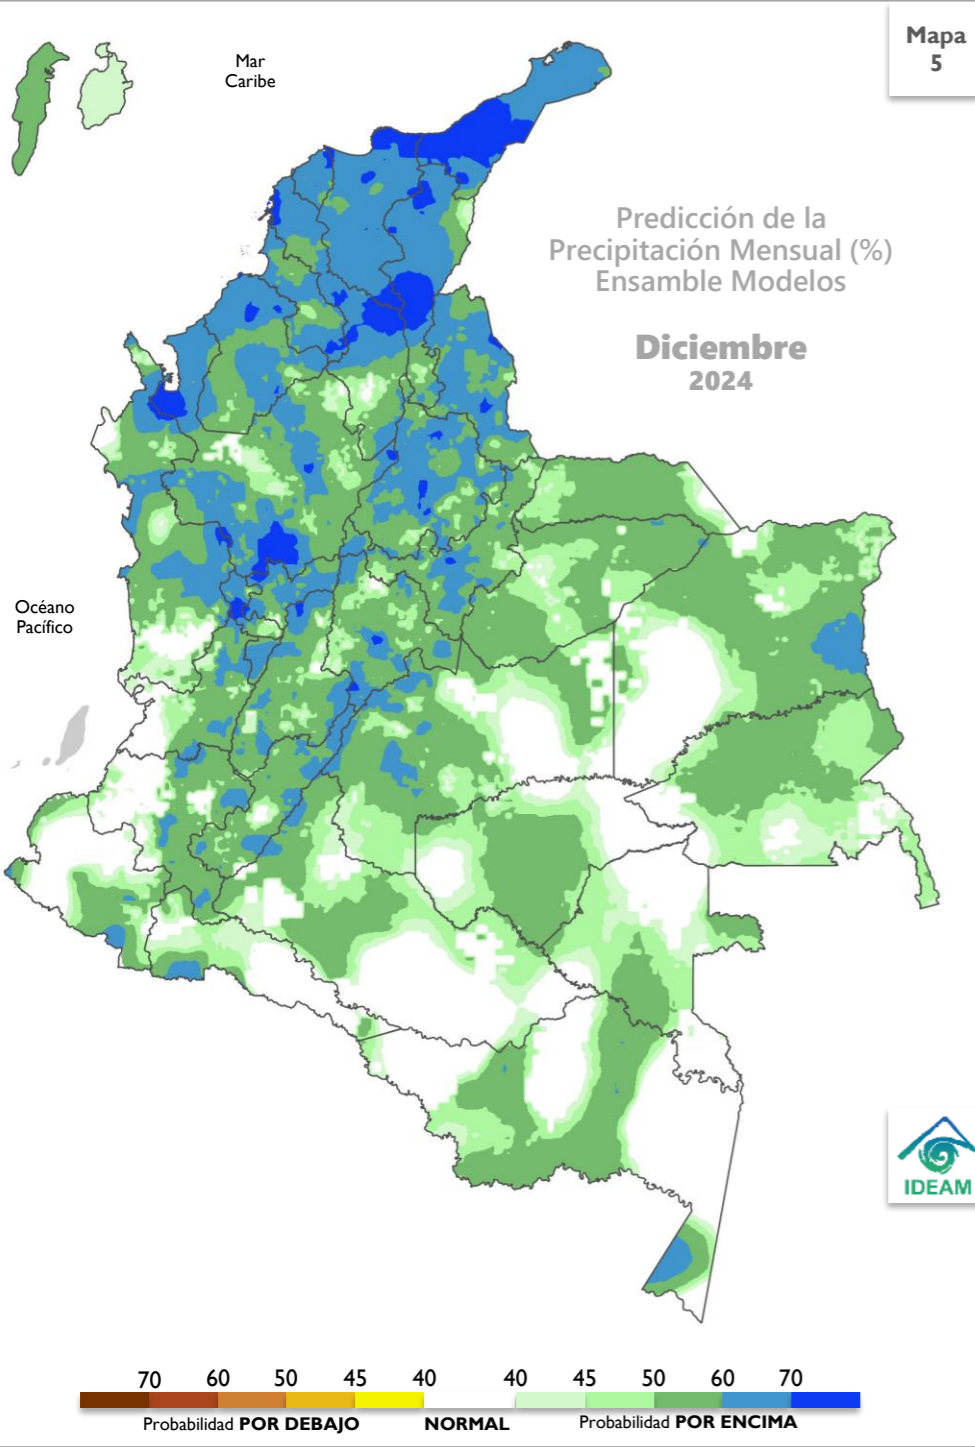 Mapa
5
Mar
Caribe
Predicción de la
Precipitación Mensual (%)
Ensamble Modelos
Diciembre
2024
Océano
Pacífico
IDEAM
70 60 50 45 40 40 45 50 60 70
Probabilidad POR DEBAJO NORMAL Probabilidad POR ENCIMA